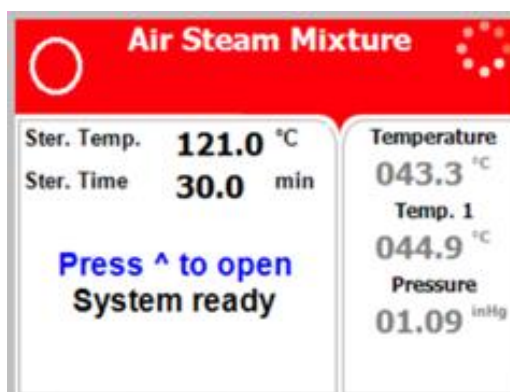 Air Steam Mixture
Ster. Temp. 121.0 °C
Ster. Time 30.0 min
Press ^ to open
System ready
Temperature
043.3 °C
Temp. 1
044.9 °C
Pressure
01.09 inHg